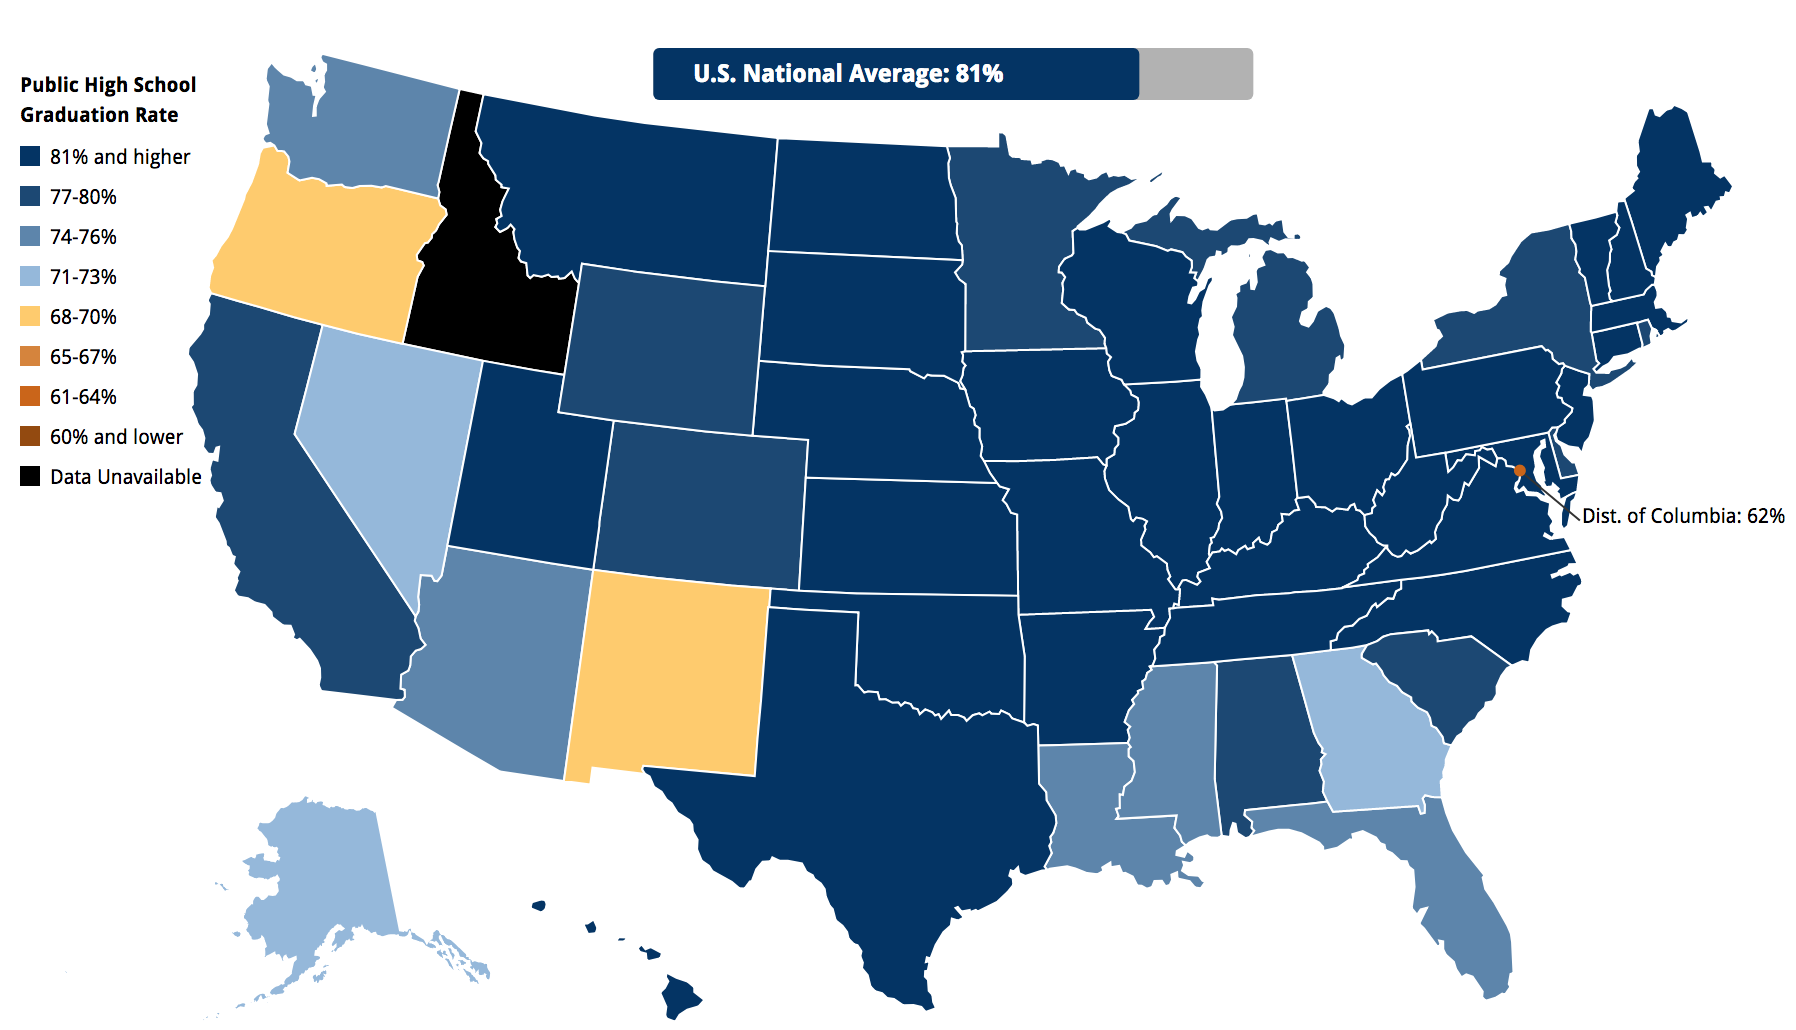 U.S. National Average: 81%
Public High School
Graduation Rate
81% and higher
77-80%
74-76%
71-73%
68-70%
65-67%
61-64%
60% and lower
Data Unavailable
Dist. of Columbia: 62%